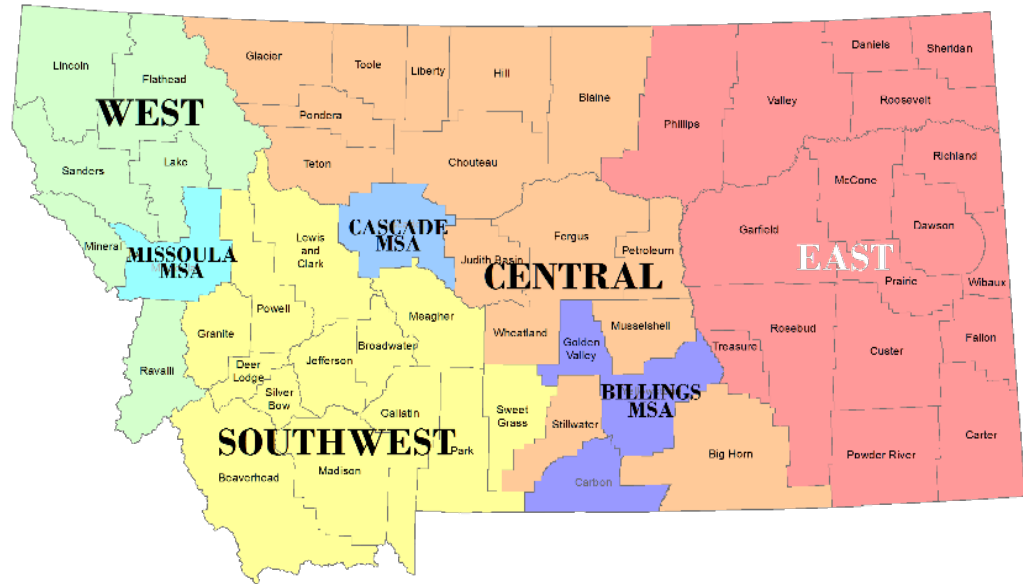 Lincoln
Flathead
WEST
Sanders
Lake
Mineral
MISSOULA
MSA
Ravalli
Glacier
Toole
Liberty
Hill
Blaine
Pondera
Teton
Chouteau
CASCADE
MSA
Fergus
Petroleum
Judith Basin
CENTRAL
Wheatland
Musselshell
Golden
Valley
BILLINGS
MSA
Stillwater
Carbon
Big Horn
Lewis
and
Clark
Powell
Granite
Meagher
Broadwater
Jefferson
Deer
Lodge
Silver
Bow
Gallatin
Sweet
Grass
Park
SOUTHWEST
Beaverhead
Madison
Phillips
Valley
Daniels
Sheridan
Roosevelt
Richland
McCone
Dawson
Garfield
EAST
Prairie
Wibaux
Treasure
Rosebud
Custer
Fallon
Powder River
Carter